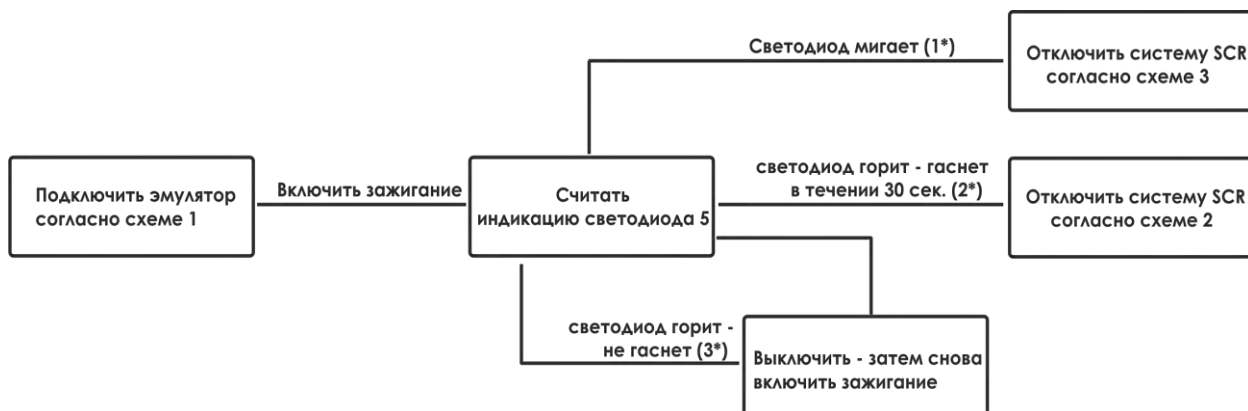 Светодиод мигает (1*)
Отключить систему SCR
согласно схеме 3
Подключить эмулятор
согласно схеме 1
Включить зажигание
Считать
индикацию светодиода 5
светодиод горит - гаснет
в течении 30 сек. (2*)
Отключить систему SCR
согласно схеме 2
светодиод горит -
не гаснет (3*)
Выключить - затем снова
включить зажигание